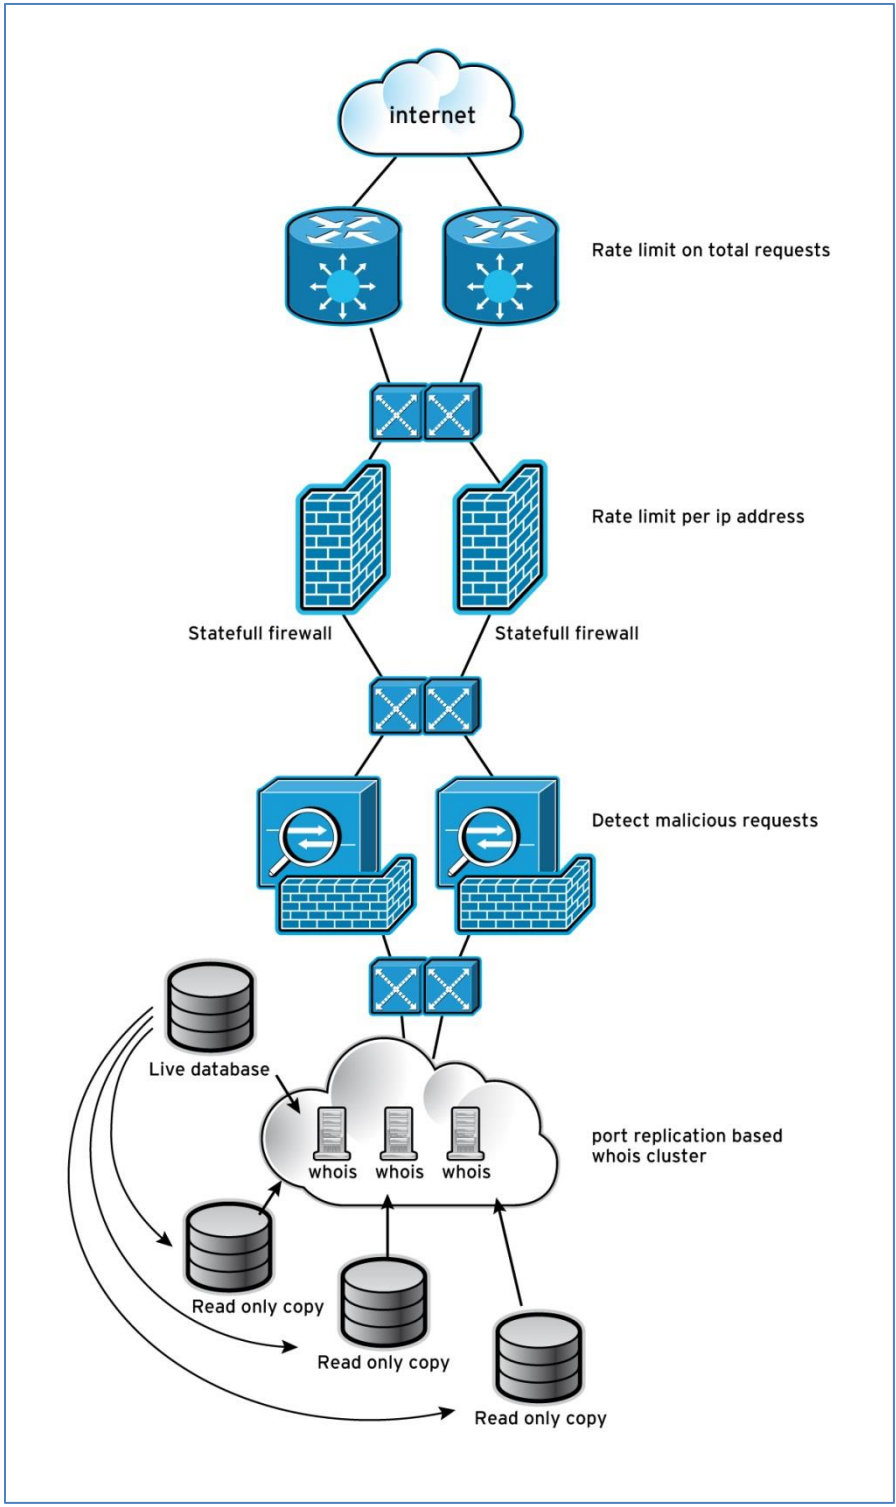 internet
Rate limit on total requests
Rate limit per ip address
Statefull firewall
Statefull firewall
Detect malicious requests
Live database
port replication based
whois cluster
whois
whois
whois
Read only copy
Read only copy
Read only copy